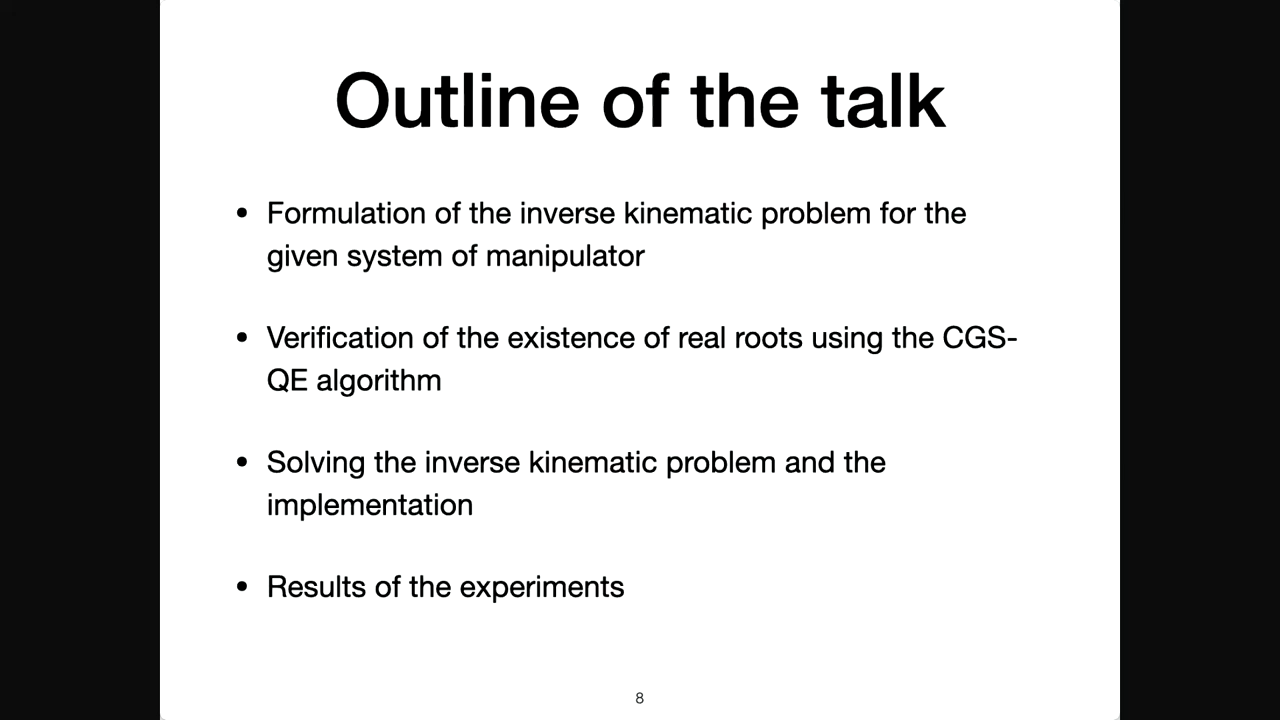 Outline of the talk
• Formulation of the inverse kinematic problem for the
given system of manipulator
• Verification of the existence of real roots using the CGS-
QE algorithm
• Solving the inverse kinematic problem and the
implementation
• Results of the experiments
8